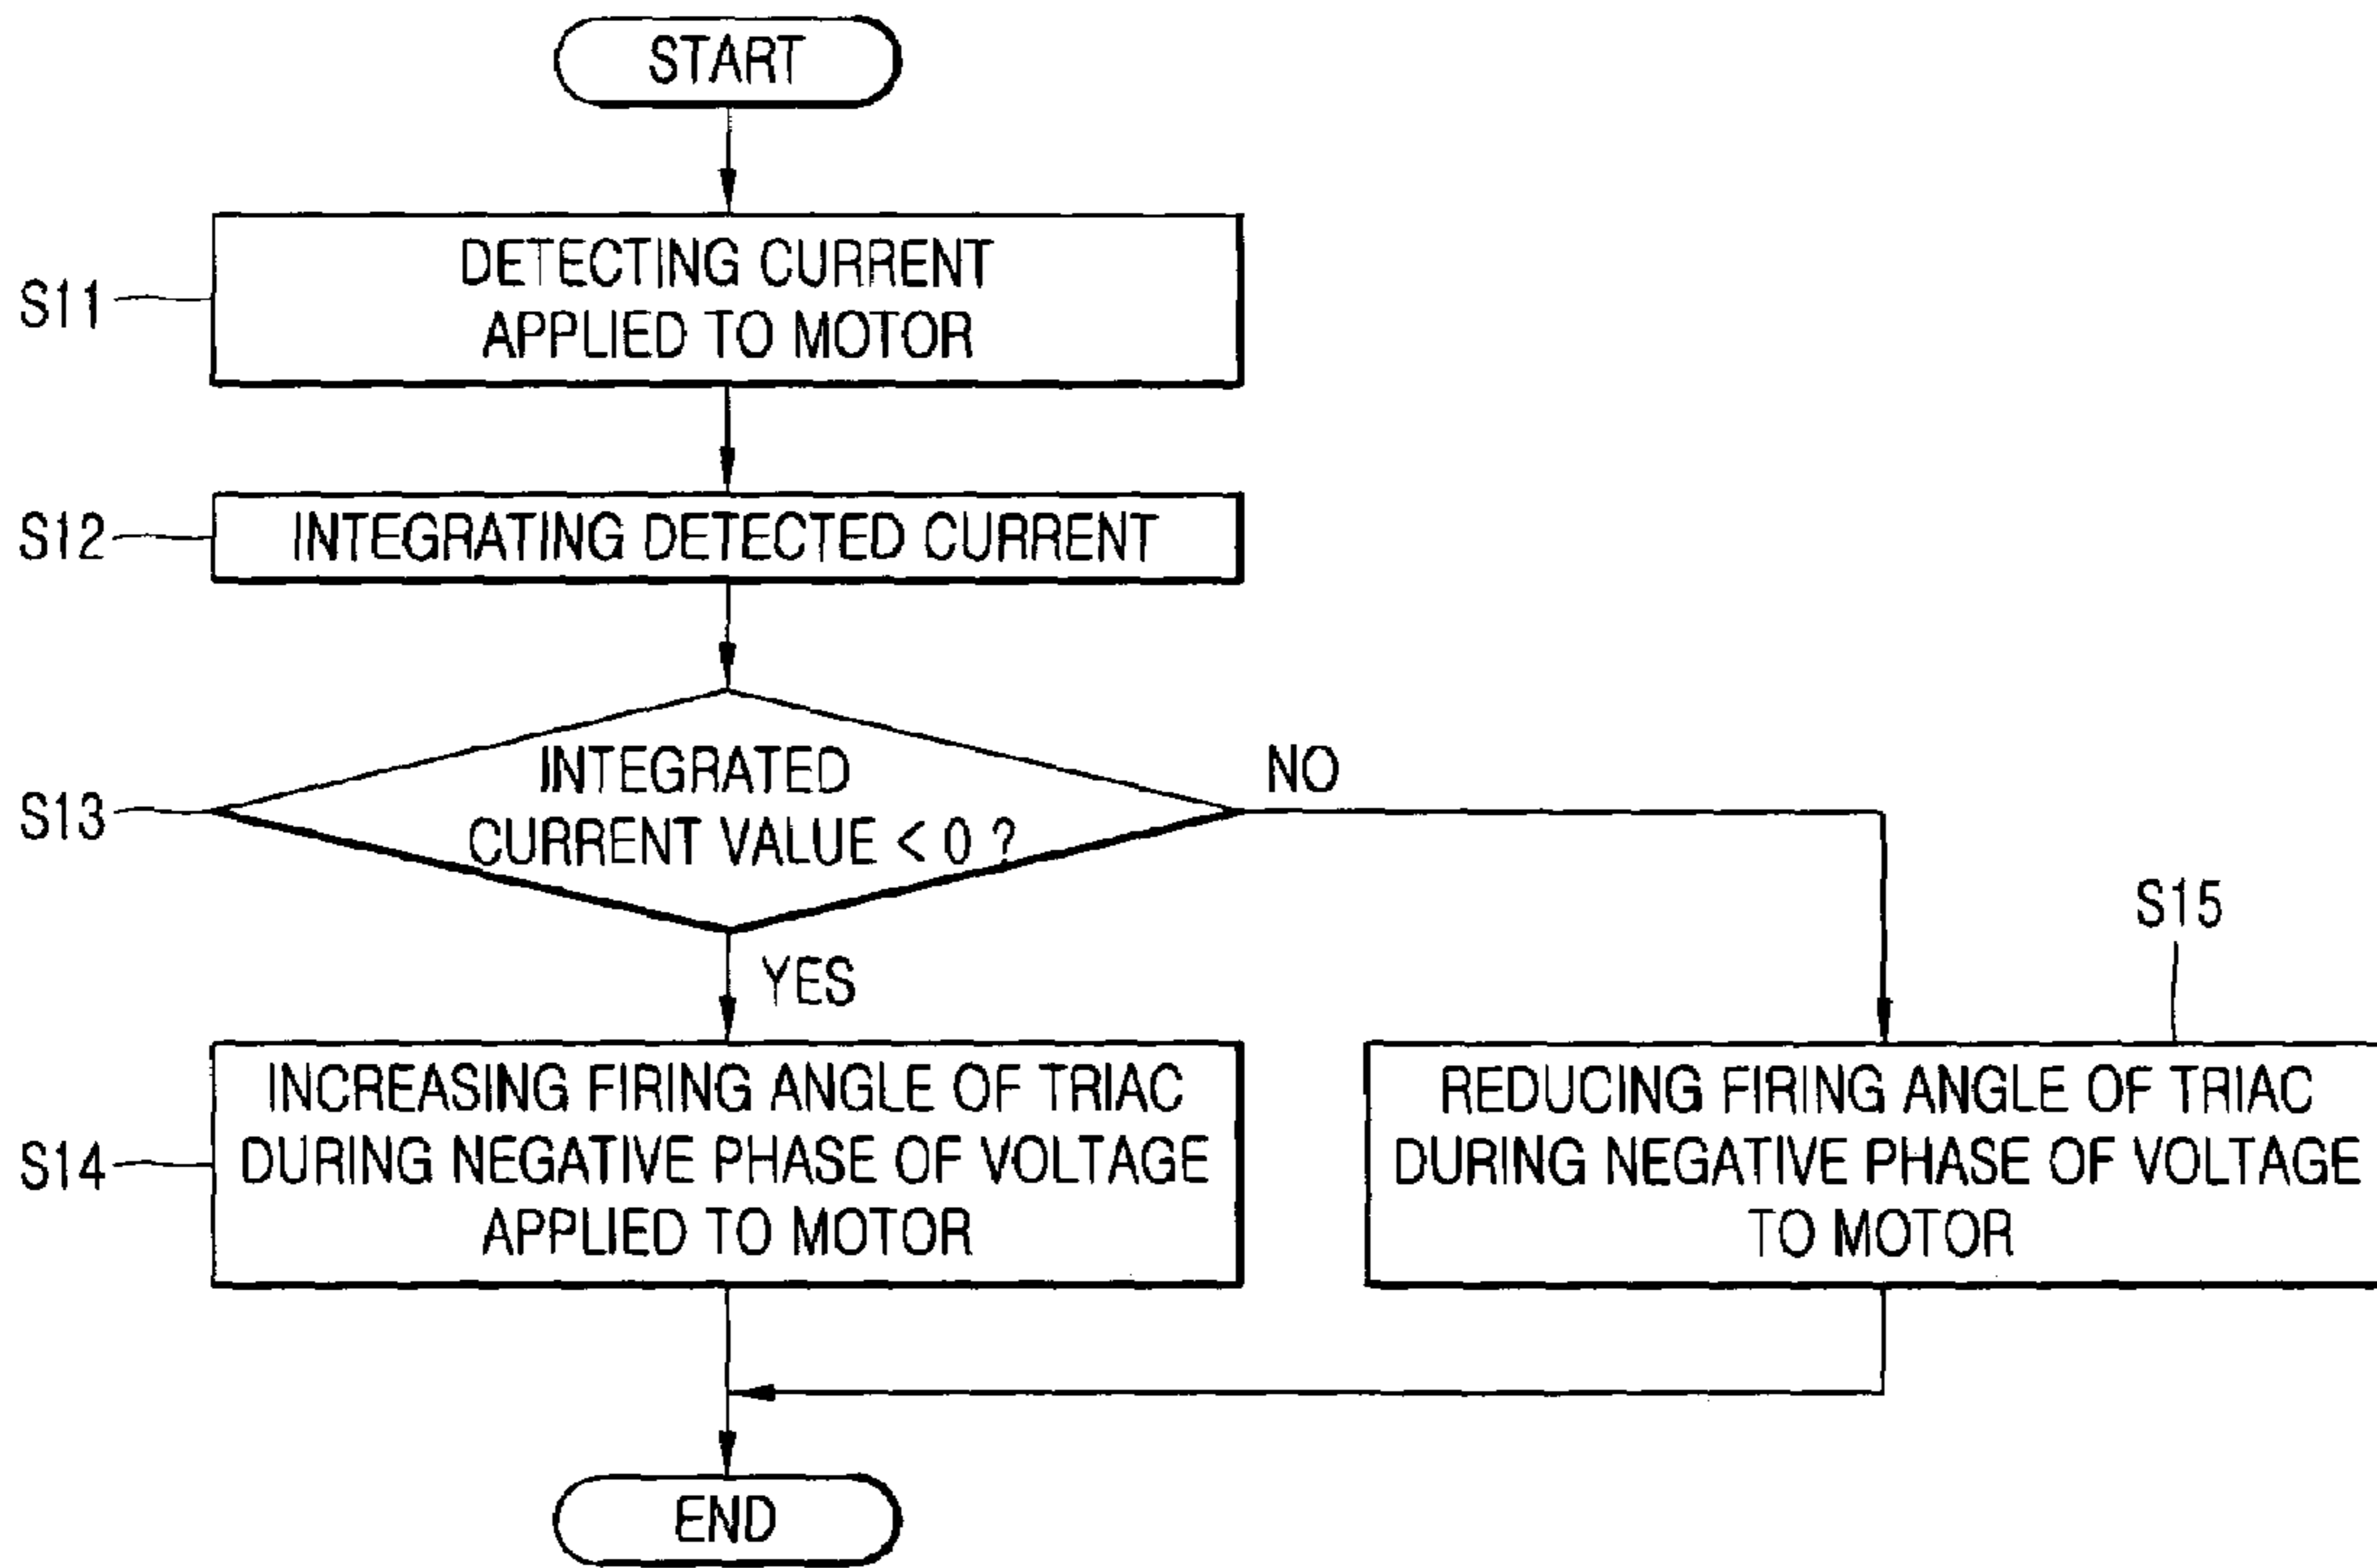 START
S11
DETECTING CURRENT
APPLIED TO MOTOR
S12
INTEGRATING DETECTED CURRENT
S13
INTEGRATED
CURRENT VALUE < 0 ?
NO
YES
S14
INCREASING FIRING ANGLE OF TRIAC
DURING NEGATIVE PHASE OF VOLTAGE
APPLIED TO MOTOR
S15
REDUCING FIRING ANGLE OF TRIAC
DURING NEGATIVE PHASE OF VOLTAGE
TO MOTOR
END